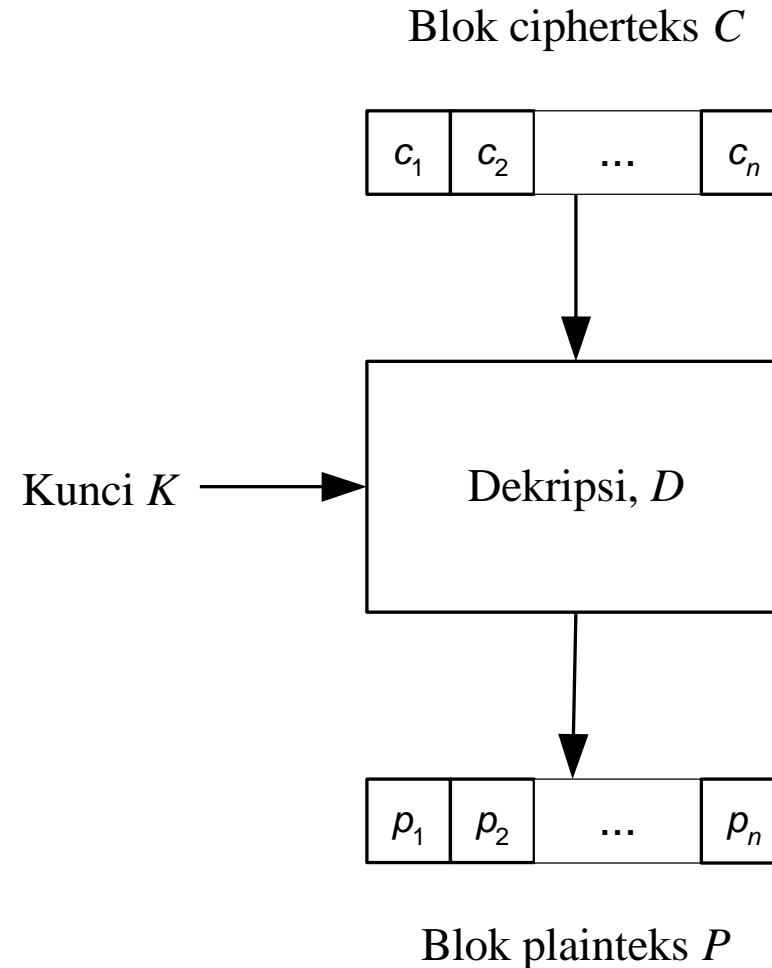 Blok cipherteks C
c1 c2 ... cn
Kunci K
Dekripsi, D
p1 p2 ... pn
Blok plainteks P